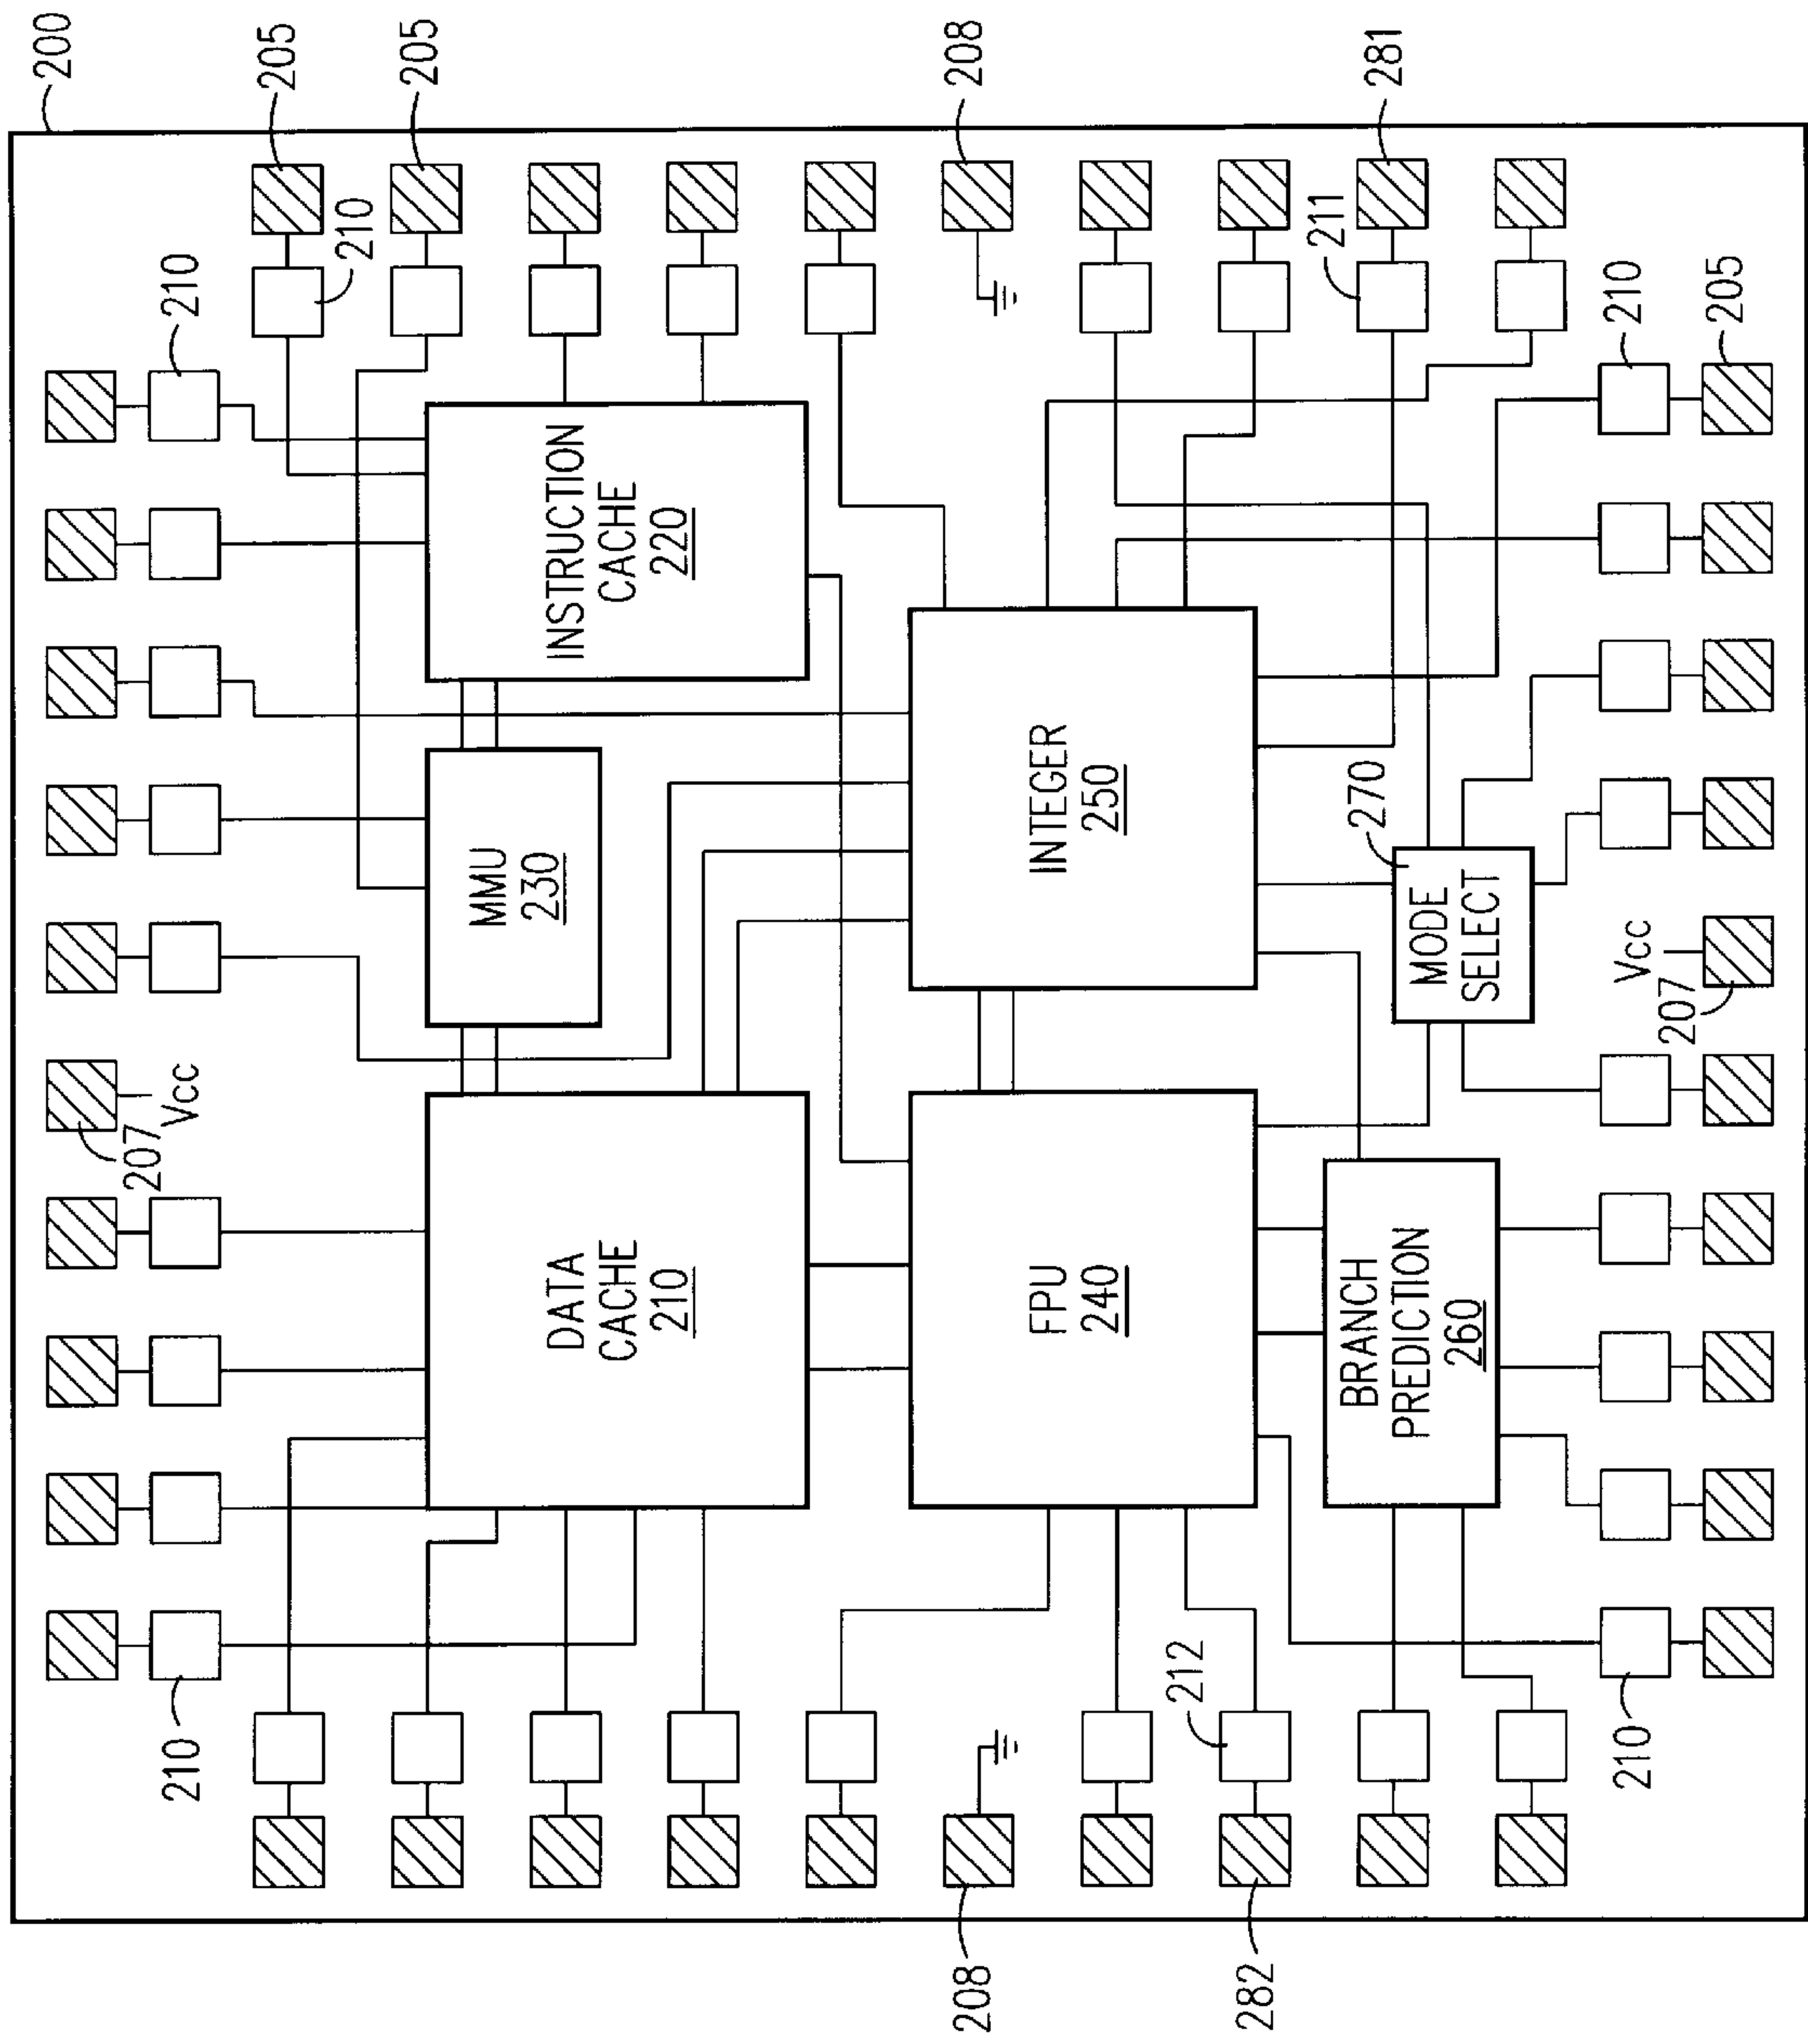 200
207
Vcc
210
210
205
210
205
MMU
230
DATA
CACHE
210
INSTRUCTION
CACHE
220
208
208
FPU
240
INTEGER
250
212
282
211
281
270
BRANCH
PREDICTION
260
MODE
SELECT
210
Vcc
210
207
205